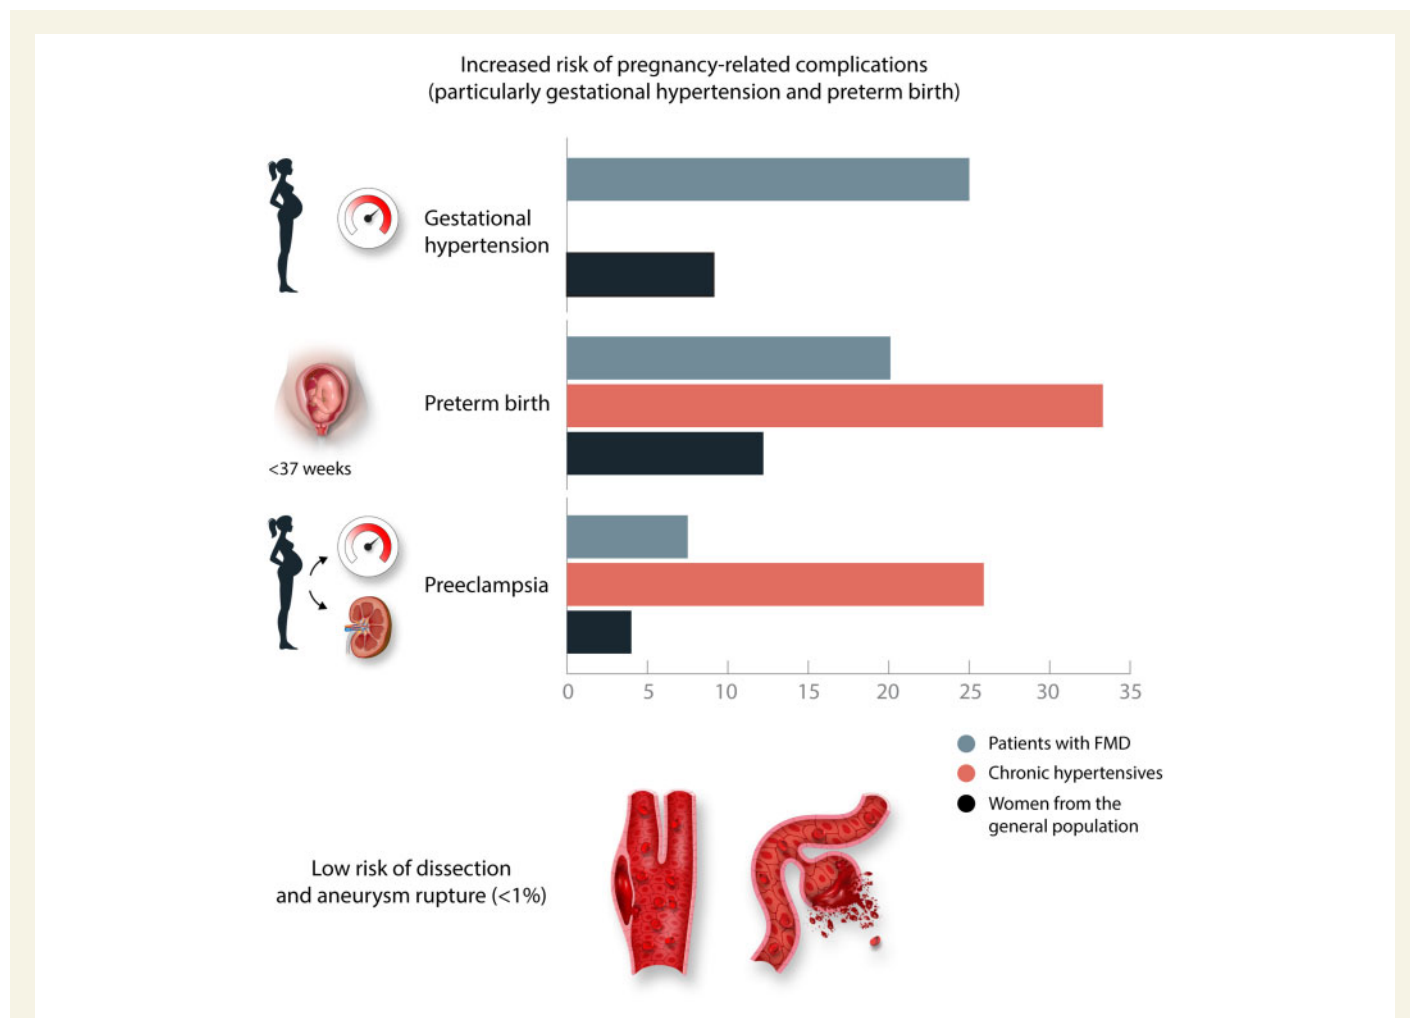 Increased risk of pregnancy-related complications
(particularly gestational hypertension and preterm birth)
Gestational
hypertension
Preterm birth
<37 weeks
Preeclampsia
0 5 10 15 20 25 30 35
Patients with FMD
Chronic hypertensives
Women from the
general population
Low risk of dissection
and aneurysm rupture (<1%)